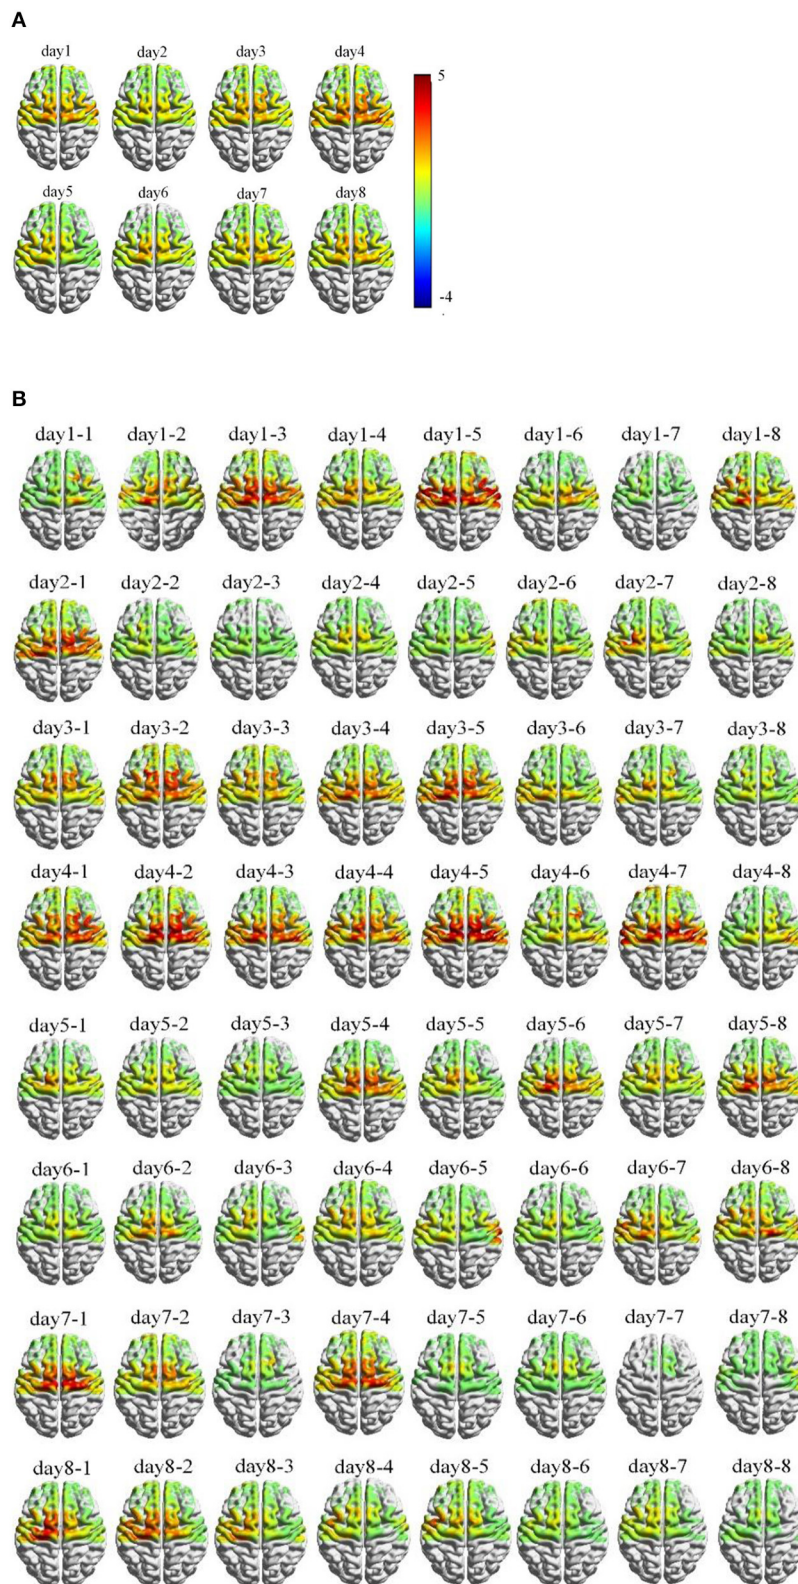 A
day1 day2 day3 day4
5
day5 day6 day7 day8
-4
B
day1-1 day1-2 day1-3 day1-4 day1-5 day1-6 day1-7 day1-8
day2-1 day2-2 day2-3 day2-4 day2-5 day2-6 day2-7 day2-8
day3-1 day3-2 day3-3 day3-4 day3-5 day3-6 day3-7 day3-8
day4-1 day4-2 day4-3 day4-4 day4-5 day4-6 day4-7 day4-8
day5-1 day5-2 day5-3 day5-4 day5-5 day5-6 day5-7 day5-8
day6-1 day6-2 day6-3 day6-4 day6-5 day6-6 day6-7 day6-8
day7-1 day7-2 day7-3 day7-4 day7-5 day7-6 day7-7 day7-8
day8-1 day8-2 day8-3 day8-4 day8-5 day8-6 day8-7 day8-8